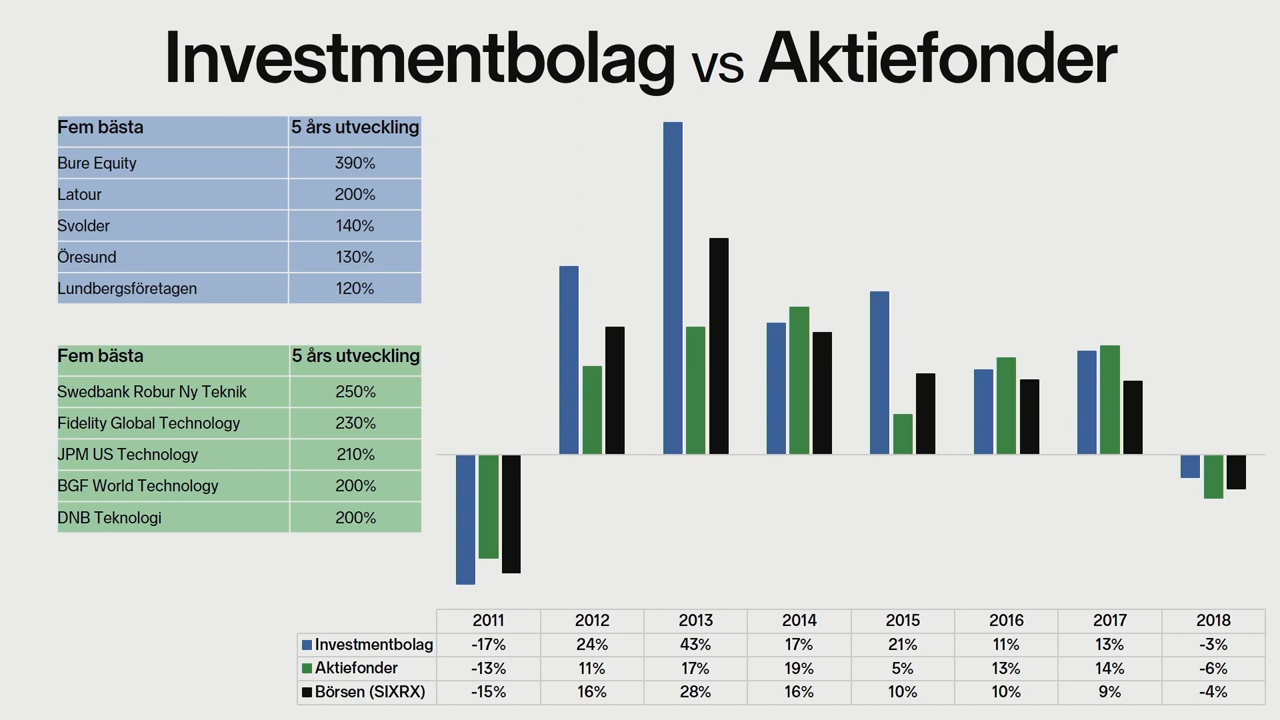 Investmentbolag vs Aktiefonder
Fem bästa 5 års utveckling
Bure Equity 390%
Latour 200%
Svolder 140%
Öresund 130%
Lundbergsföretagen 120%
Fem bästa 5 års utveckling
Swedbank Robur Ny Teknik 250%
Fidelity Global Technology 230%
JPM US Technology 210%
BGF World Technology 200%
DNB Teknologi 200%
2011 2012 2013 2014 2015 2016 2017 2018
Investmentbolag -17% 24% 43% 17% 21% 11% 13% -3%
Aktiefonder -13% 11% 17% 19% 5% 13% 14% -6%
Börsen (SIXRX) -15% 16% 28% 16% 10% 10% 9% -4%